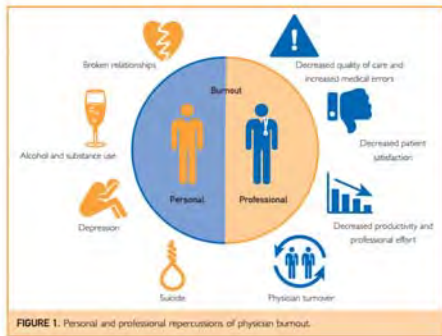 Broken relationships
Alcohol and substance use
Depression
Suicide
Burnout
Personal
Professional
Decreased quality of care and
increased medical errors
Decreased patient
satisfaction
Decreased productivity and
professional effort
Physician turnover
FIGURE 1. Personal and professional repercussions of physician burnout.